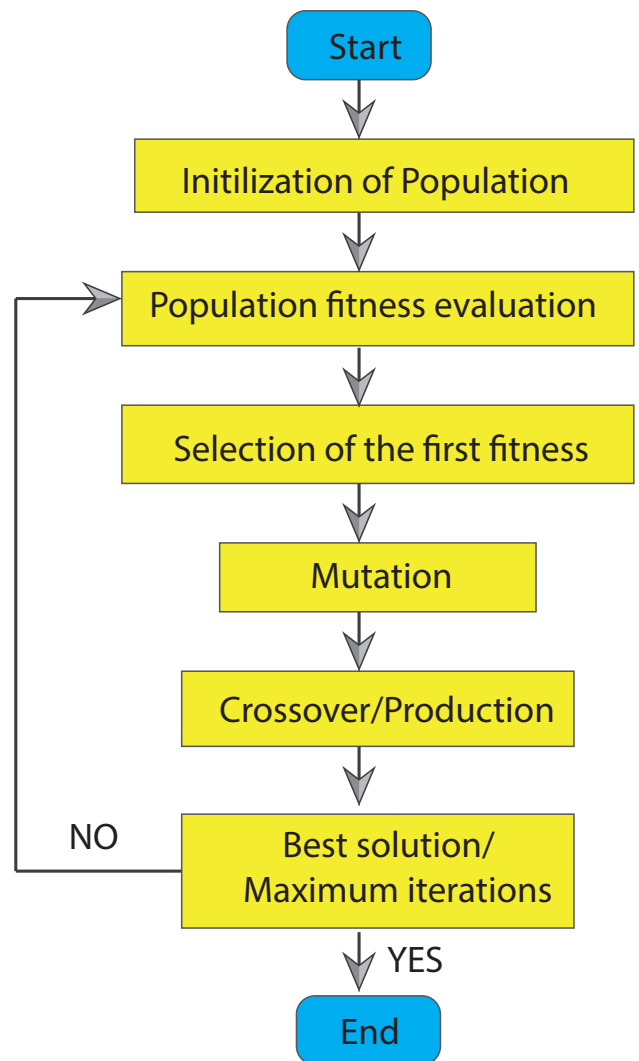 Start
Initilization of Population
Population fitness evaluation
Selection of the first fitness
Mutation
Crossover/Production
NO
Best solution/
Maximum iterations
YES
End